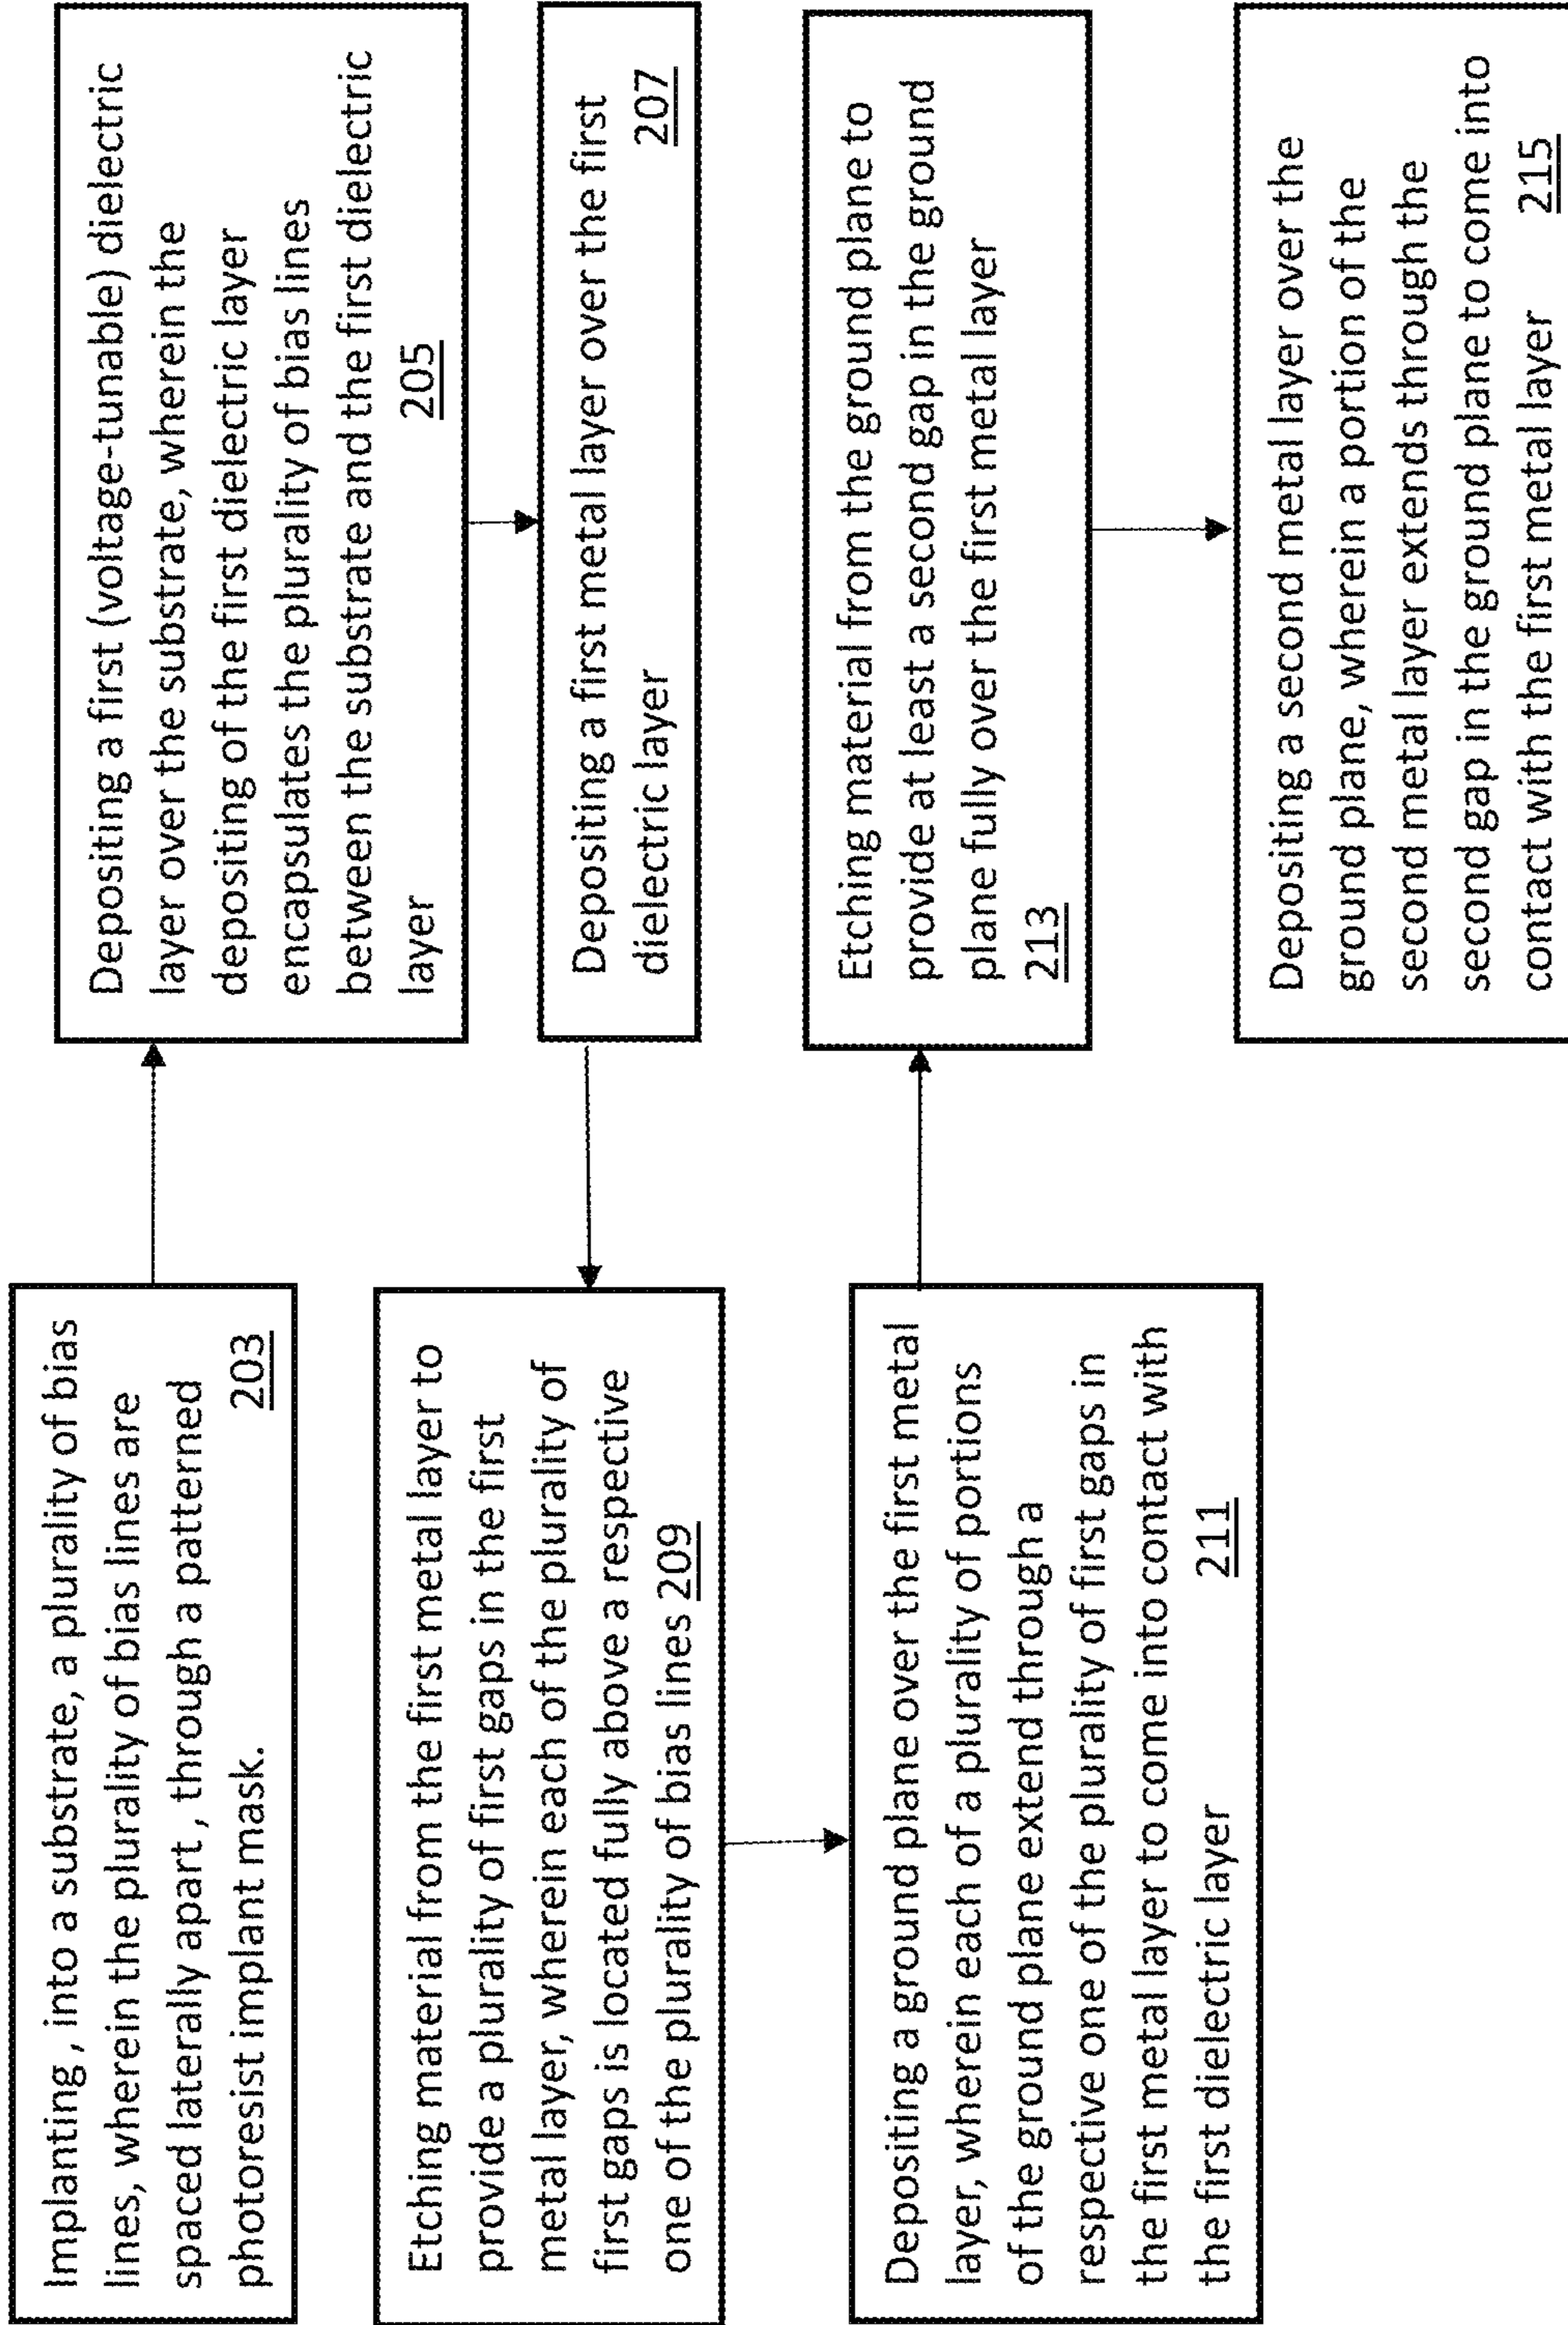 Implanting , into a substrate, a plurality of bias
lines, wherein the plurality of bias lines are
spaced laterally apart , through a patterned
photoresist implant mask.
203
Depositing a first (voltage-tunable) dielectric
layer over the substrate, wherein the
depositing of the first dielectric layer
encapsulates the plurality of bias lines
between the substrate and the first dielectric
layer
205
Depositing a first metal layer over the first
dielectric layer
207
Etching material from the first metal layer to
provide a plurality of first gaps in the first
metal layer, wherein each of the plurality of
first gaps is located fully above a respective
one of the plurality of bias lines 209
Depositing a ground plane over the first metal
layer, wherein each of a plurality of portions
of the ground plane extend through a
respective one of the plurality of first gaps in
the first metal layer to come into contact with
the first dielectric layer
211
Etching material from the ground plane to
provide at least a second gap in the ground
plane fully over the first metal layer
213
Depositing a second metal layer over the
ground plane, wherein a portion of the
second metal layer extends through the
second gap in the ground plane to come into
contact with the first metal layer 215